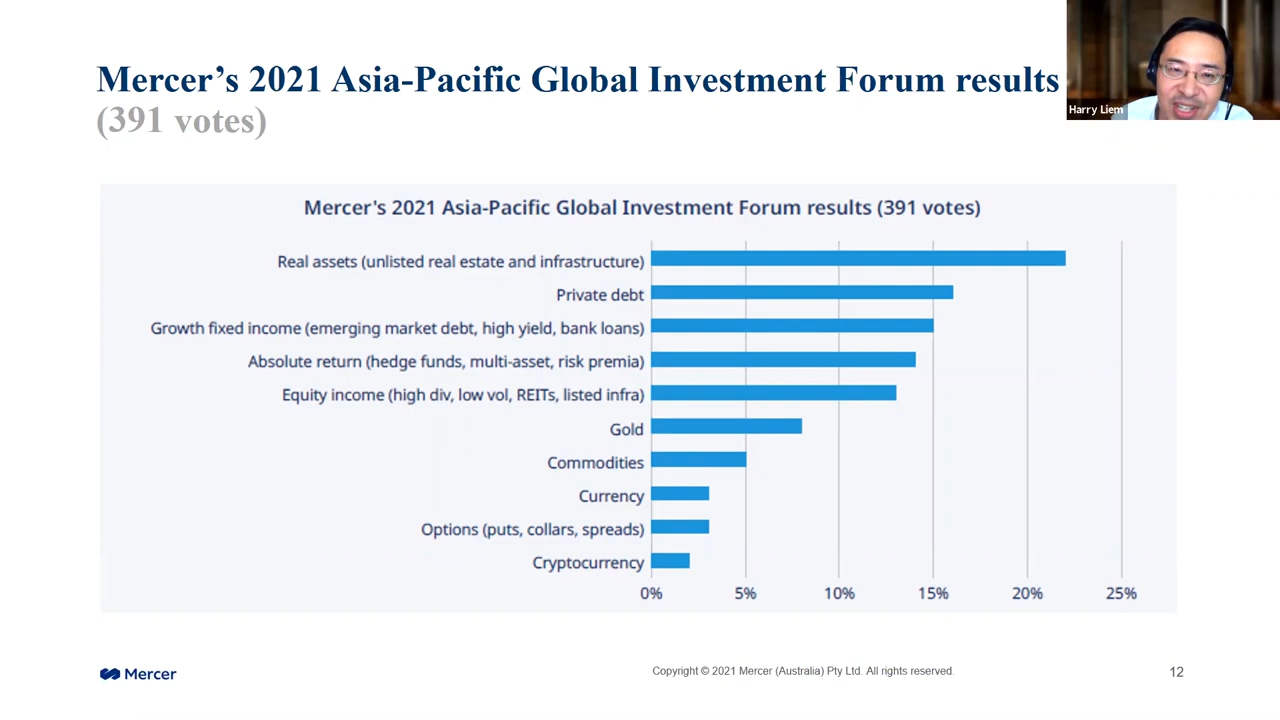 Mercer’s 2021 Asia-Pacific Global Investment Forum results
(391 votes)
Harry Liem
Mercer's 2021 Asia-Pacific Global Investment Forum results (391 votes)
Real assets (unlisted real estate and infrastructure)
Private debt
Growth fixed income (emerging market debt, high yield, bank loans)
Absolute return (hedge funds, multi-asset, risk premia)
Equity income (high div, low vol, REITs, listed infra)
Gold
Commodities
Currency
Options (puts, collars, spreads)
Cryptocurrency
0% 5% 10% 15% 20% 25%
Mercer
Copyright © 2021 Mercer (Australia) Pty Ltd. All rights reserved.
12